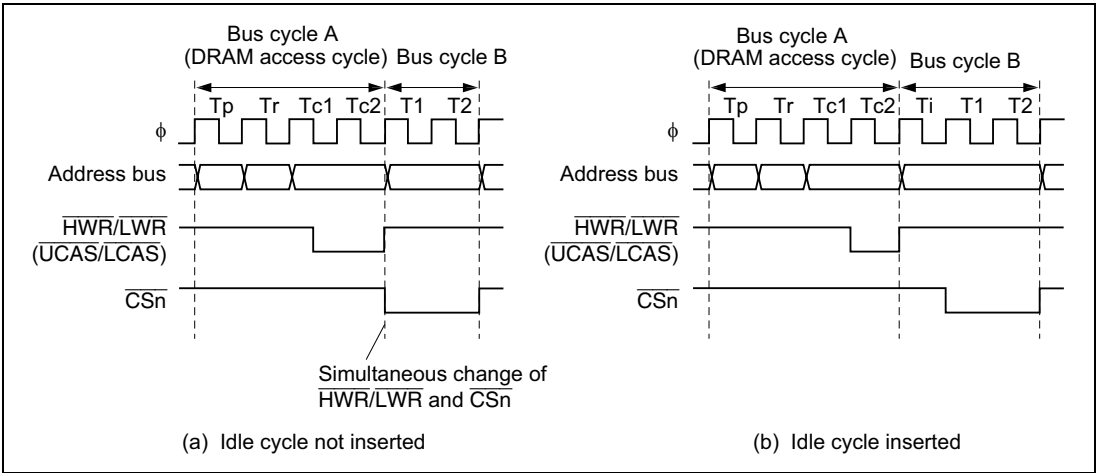 Bus cycle A
(DRAM access cycle) Bus cycle B
Tp Tr Tc1 Tc2 T1 T2
φ
Address bus
HWR/LWR
(UCAS/LCAS)
CSn
Simultaneous change of
HWR/LWR and CSn
(a) Idle cycle not inserted
Bus cycle A
(DRAM access cycle) Bus cycle B
Tp Tr Tc1 Tc2 Ti T1 T2
φ
Address bus
HWR/LWR
(UCAS/LCAS)
CSn
(b) Idle cycle inserted